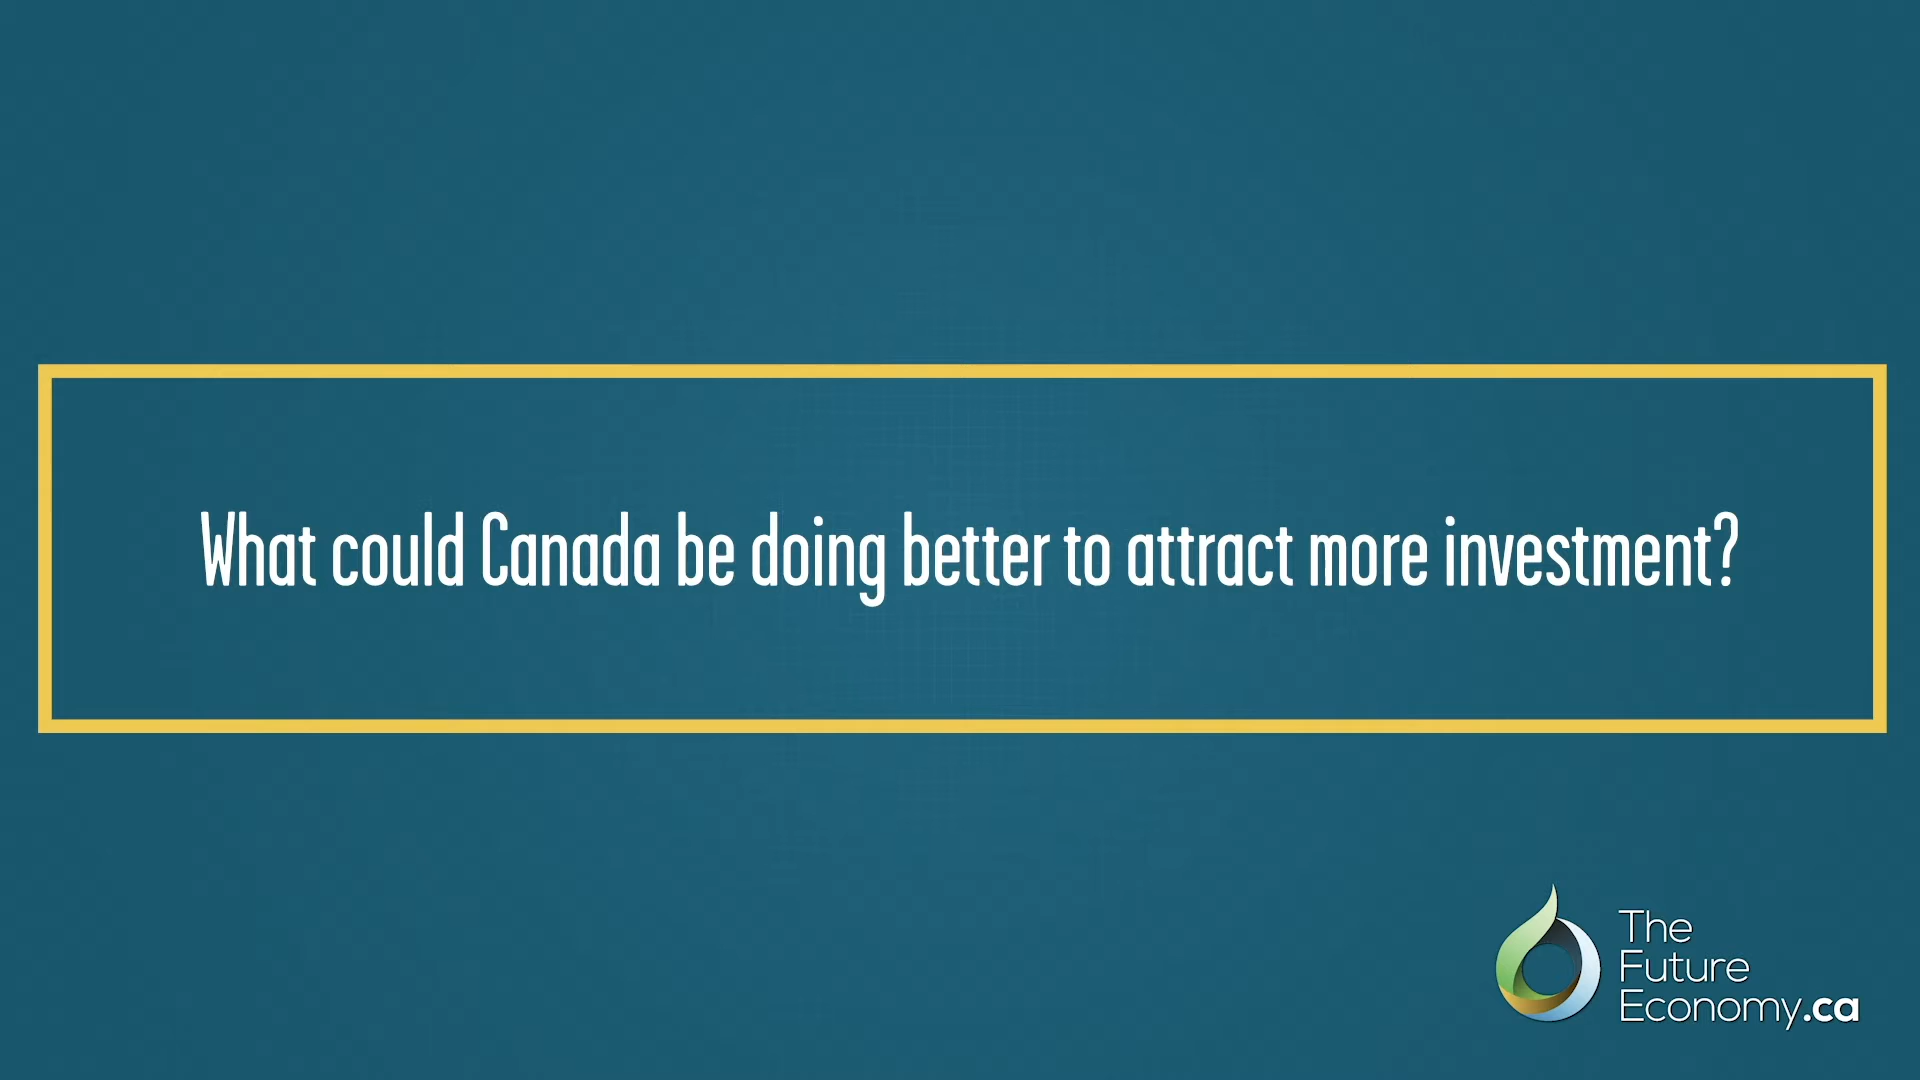 What could Canada be doing better to attract more investment?
The
Future
Economy.ca